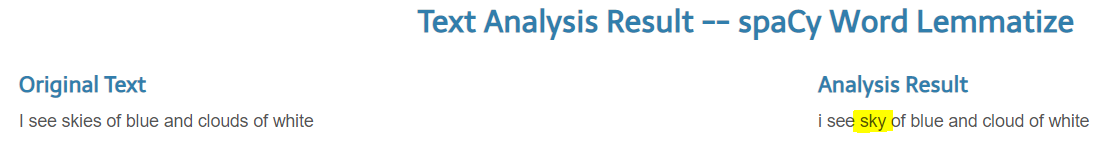 Text Analysis Result -- spaCy Word Lemmatize
Original Text
I see skies of blue and clouds of white
Analysis Result
i see sky of blue and cloud of white